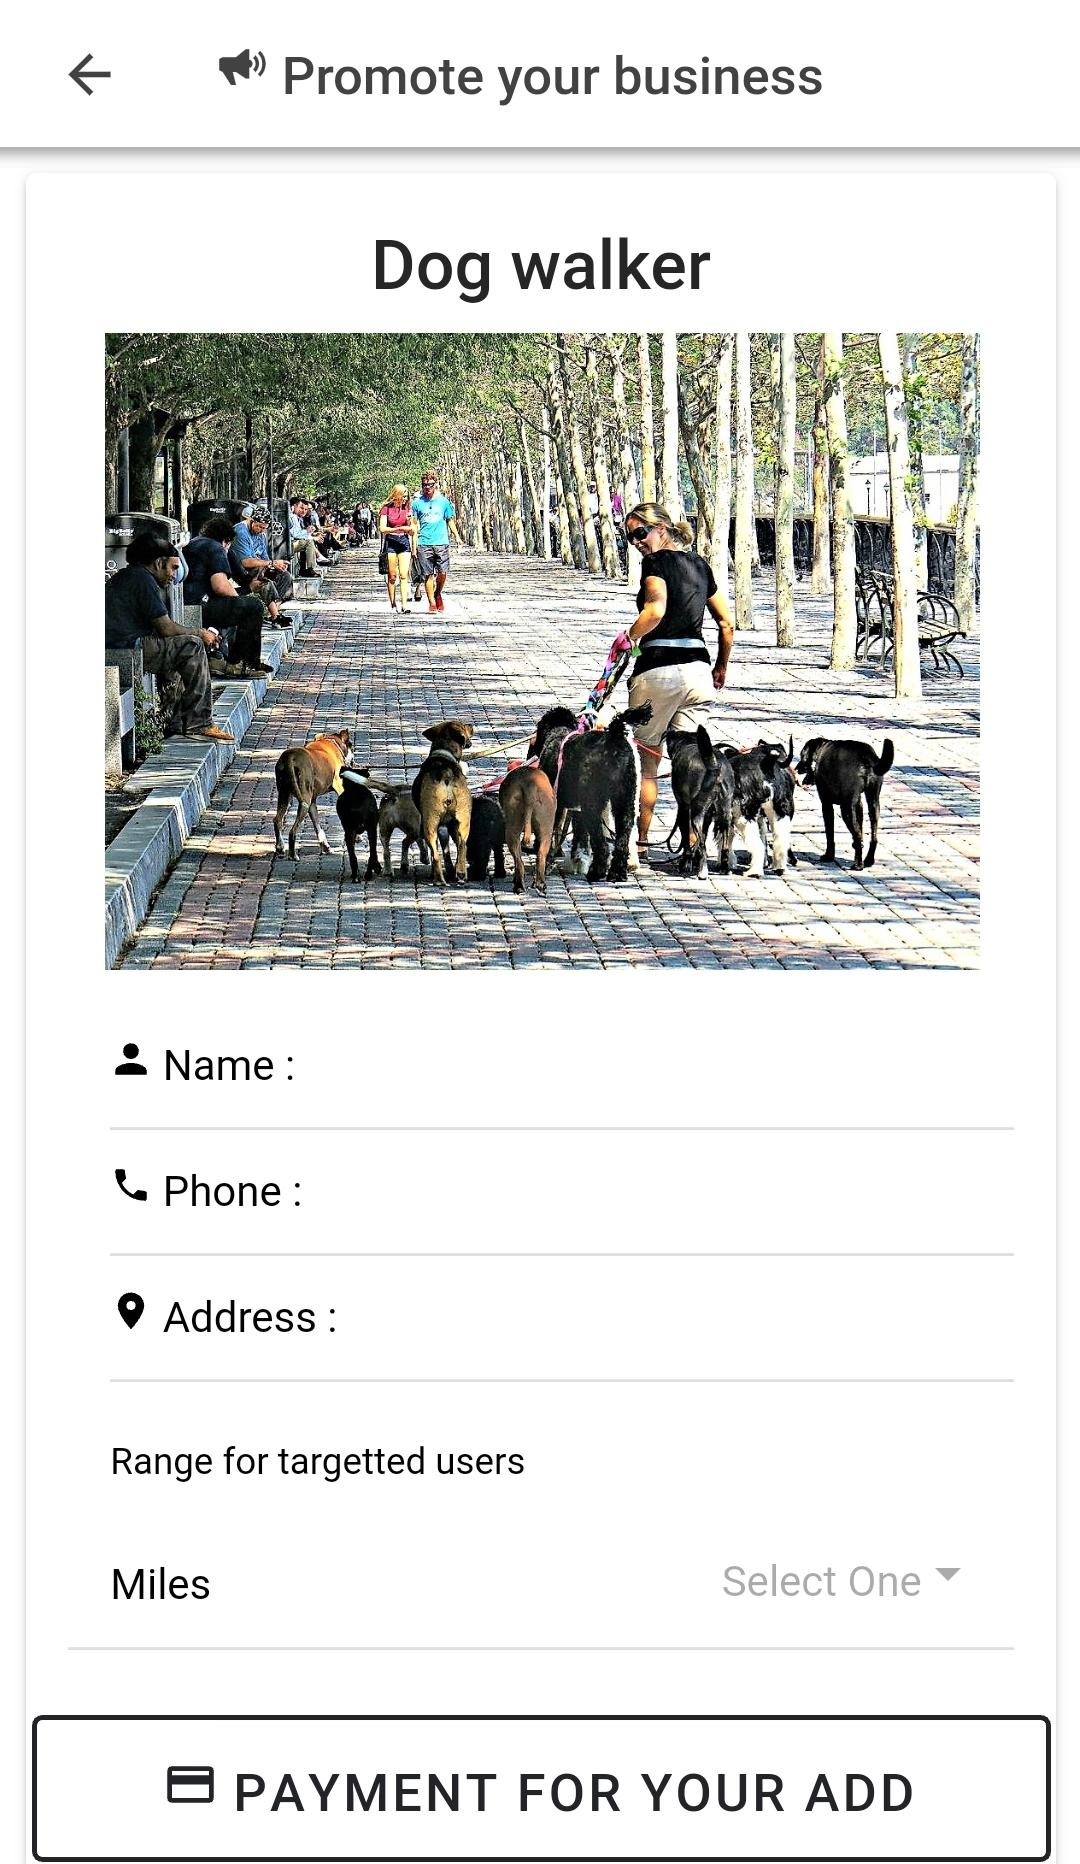 Promote your business
Dog walker
Name :
Phone :
Address :
Range for targetted users
Miles
Select One
PAYMENT FOR YOUR ADD